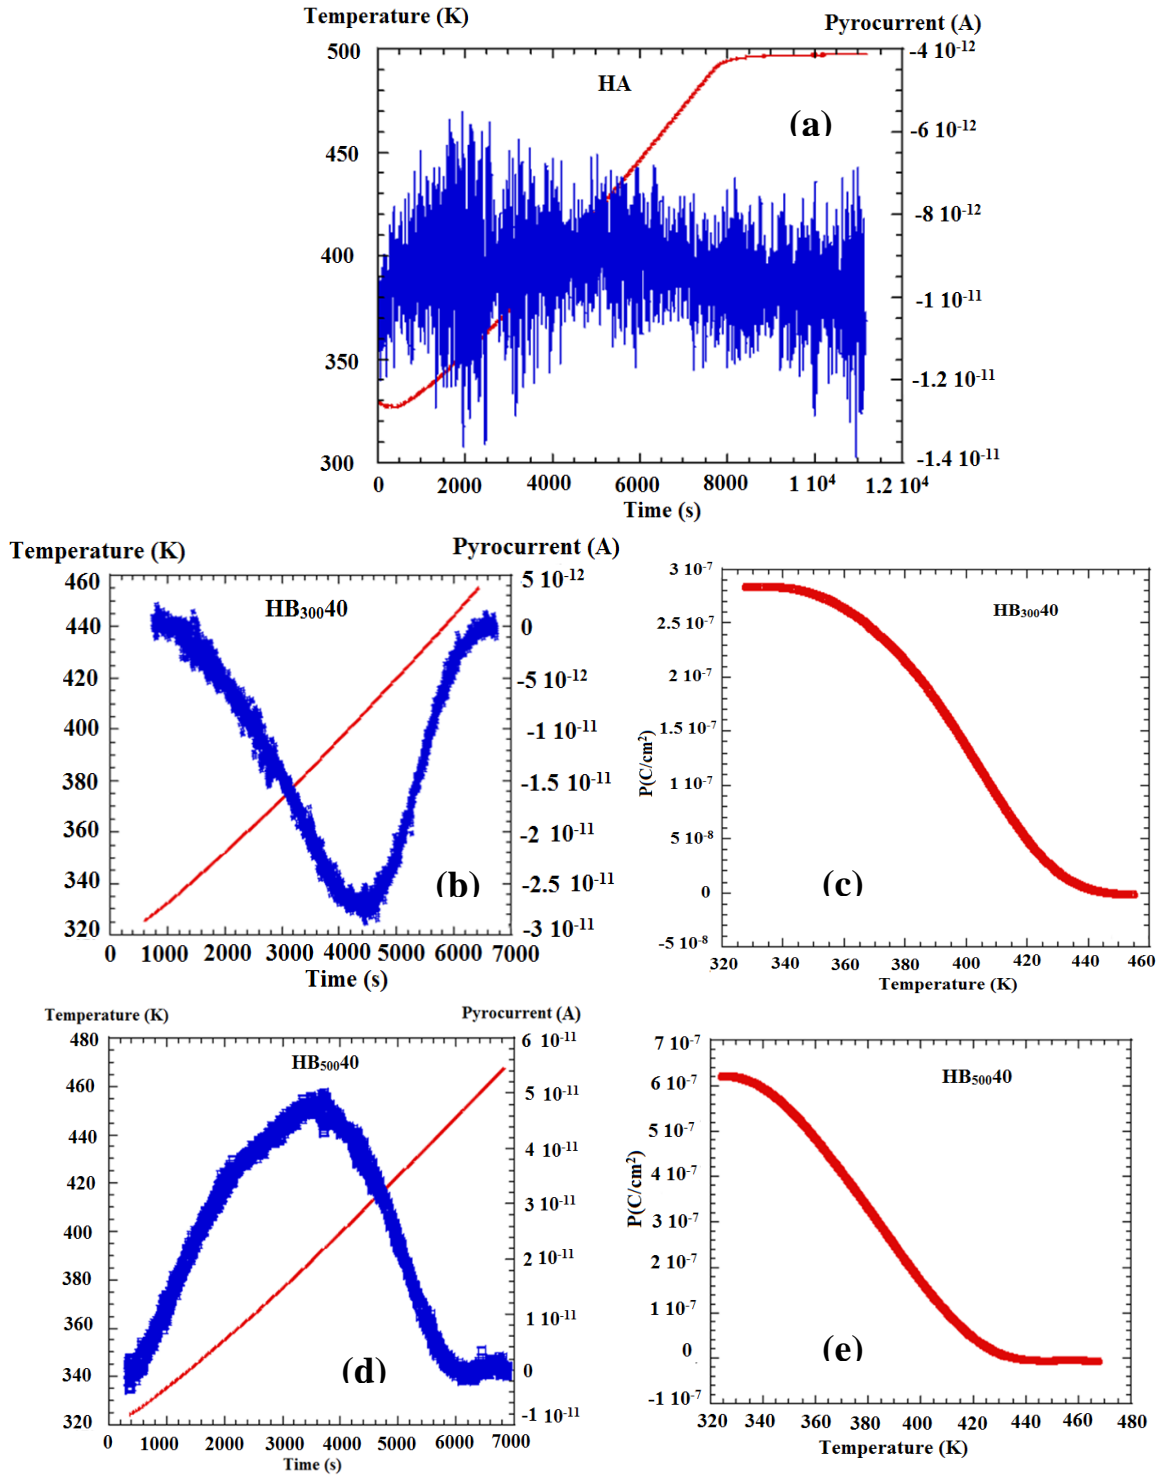 Temperature (K) Pyrocurrent (A)
500 -4 10⁻¹²
HA
(a)
-6 10⁻¹²
450
-8 10⁻¹²
400
-1 10⁻¹¹
350
-1.2 10⁻¹¹
300 -1.4 10⁻¹¹
0 2000 4000 6000 8000 1 10⁴ 1.2 10⁴
Time (s)
Temperature (K) Pyrocurrent (A)
460 5 10⁻¹²
HB₃₀₀40
440 0
420 -5 10⁻¹²
400 -1 10⁻¹¹
380 -1.5 10⁻¹¹
360 -2 10⁻¹¹
340 (b) -2.5 10⁻¹¹
320 -3 10⁻¹¹
0 1000 2000 3000 4000 5000 6000 7000
Time (s)
3 10⁻⁷
HB₃₀₀40
2.5 10⁻⁷
2 10⁻⁷
1.5 10⁻⁷
P(C/cm²)
1 10⁻⁷
5 10⁻⁸
(c)
0
-5 10⁻⁸
320 340 360 380 400 420 440 460
Temperature (K)
Temperature (K) Pyrocurrent (A)
480 6 10⁻¹¹
HB₅₀₀40
460 5 10⁻¹¹
440 4 10⁻¹¹
420 3 10⁻¹¹
400 2 10⁻¹¹
380
360 1 10⁻¹¹
340 (d) 0
320 -1 10⁻¹¹
0 1000 2000 3000 4000 5000 6000 7000
Time (s)
7 10⁻⁷
HB₅₀₀40
6 10⁻⁷
5 10⁻⁷
4 10⁻⁷
P(C/cm²)
3 10⁻⁷
2 10⁻⁷
1 10⁻⁷
(e)
0
-1 10⁻⁷
320 340 360 380 400 420 440 460 480
Temperature (K)